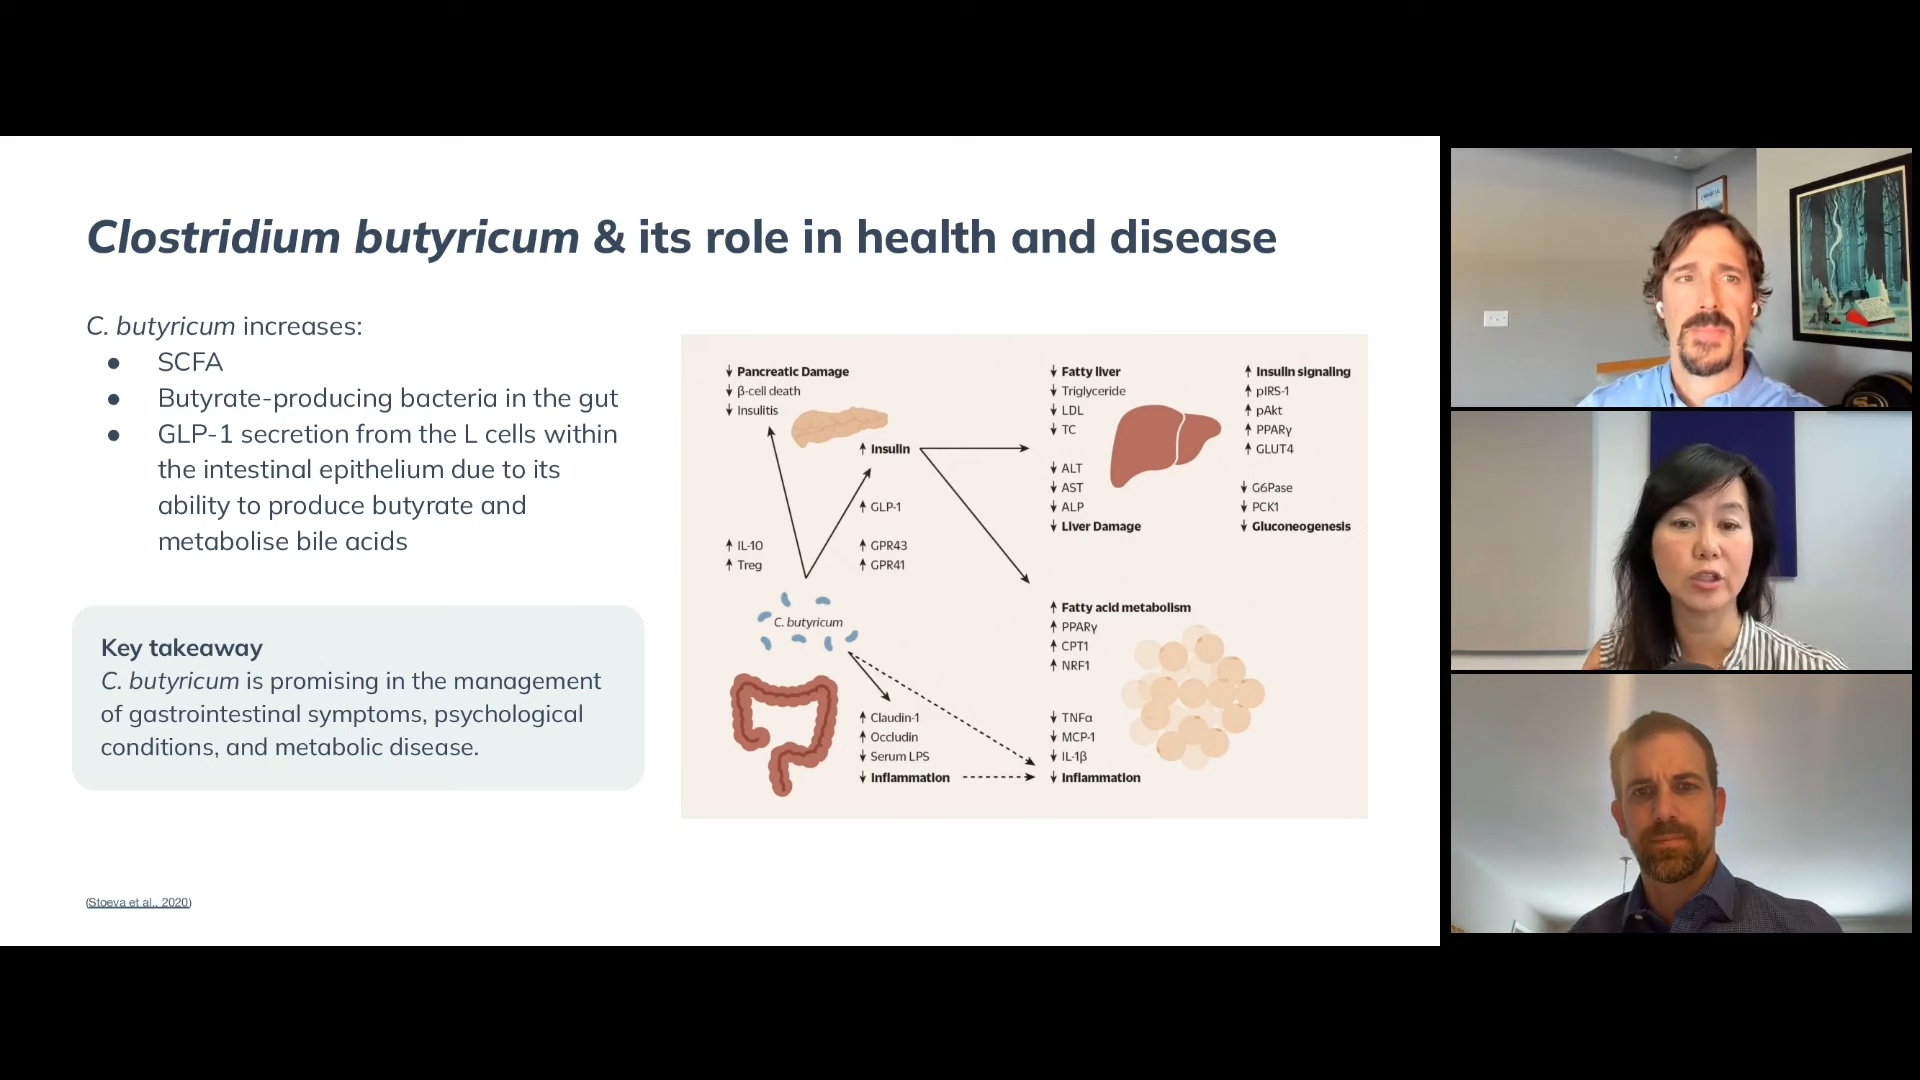 Clostridium butyricum & its role in health and disease
C. butyricum increases:
● SCFA
● Butyrate-producing bacteria in the gut
● GLP-1 secretion from the L cells within
the intestinal epithelium due to its
ability to produce butyrate and
metabolise bile acids
Key takeaway
C. butyricum is promising in the management
of gastrointestinal symptoms, psychological
conditions, and metabolic disease.
(Stoeva et al., 2020)
↓ Pancreatic Damage
↓ β-cell death
↓ Insulitis
↑ Insulin
↑ GLP-1
↑ IL-10
↑ Treg
↑ GPR43
↑ GPR41
C. butyricum
↑ Claudin-1
↑ Occludin
↓ Serum LPS
↓ Inflammation
↓ Fatty liver
↓ Triglyceride
↓ LDL
↓ TC
↓ ALT
↓ AST
↓ ALP
↓ Liver Damage
↑ Insulin signaling
↑ pIRS-1
↑ pAkt
↑ PPARγ
↑ GLUT4
↓ G6Pase
↓ PCK1
↓ Gluconeogenesis
↑ Fatty acid metabolism
↑ PPARγ
↑ CPT1
↑ NRF1
↓ TNFα
↓ MCP-1
↓ IL-1β
↓ Inflammation